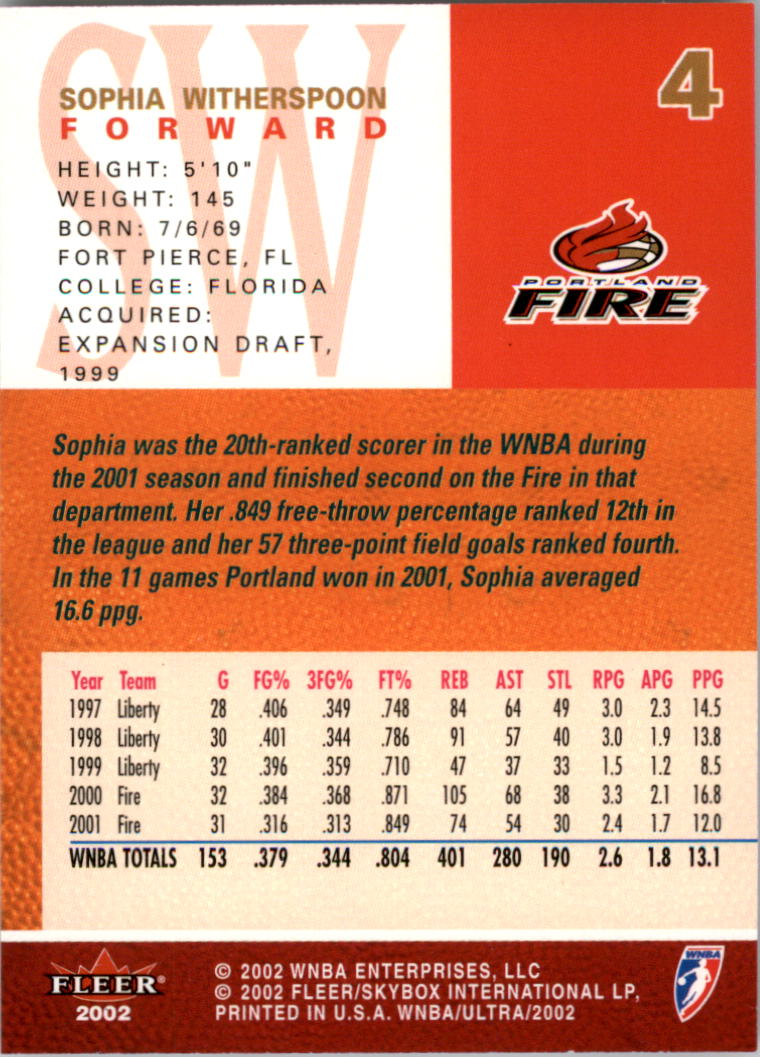 SW
4
SOPHIA WITHERSPOON
FORWARD
HEIGHT: 5'10"
WEIGHT: 145
BORN: 7/6/69
FORT PIERCE, FL
COLLEGE: FLORIDA
ACQUIRED:
EXPANSION DRAFT,
1999
PORTLAND
FIRE
Sophia was the 20th-ranked scorer in the WNBA during
the 2001 season and finished second on the Fire in that
department. Her .849 free-throw percentage ranked 12th in
the league and her 57 three-point field goals ranked fourth.
In the 11 games Portland won in 2001, Sophia averaged
16.6 ppg.
Year Team G FG% 3FG% FT% REB AST STL RPG APG PPG
1997 Liberty 28 .406 .349 .748 84 64 49 3.0 2.3 14.5
1998 Liberty 30 .401 .344 .786 91 57 40 3.0 1.9 13.8
1999 Liberty 32 .396 .359 .710 47 37 33 1.5 1.2 8.5
2000 Fire 32 .384 .368 .871 105 68 38 3.3 2.1 16.8
2001 Fire 31 .316 .313 .849 74 54 30 2.4 1.7 12.0
WNBA TOTALS 153 .379 .344 .804 401 280 190 2.6 1.8 13.1
FLEER®
2002
© 2002 WNBA ENTERPRISES, LLC
© 2002 FLEER/SKYBOX INTERNATIONAL LP,
PRINTED IN U.S.A. WNBA/ULTRA/2002
WNBA